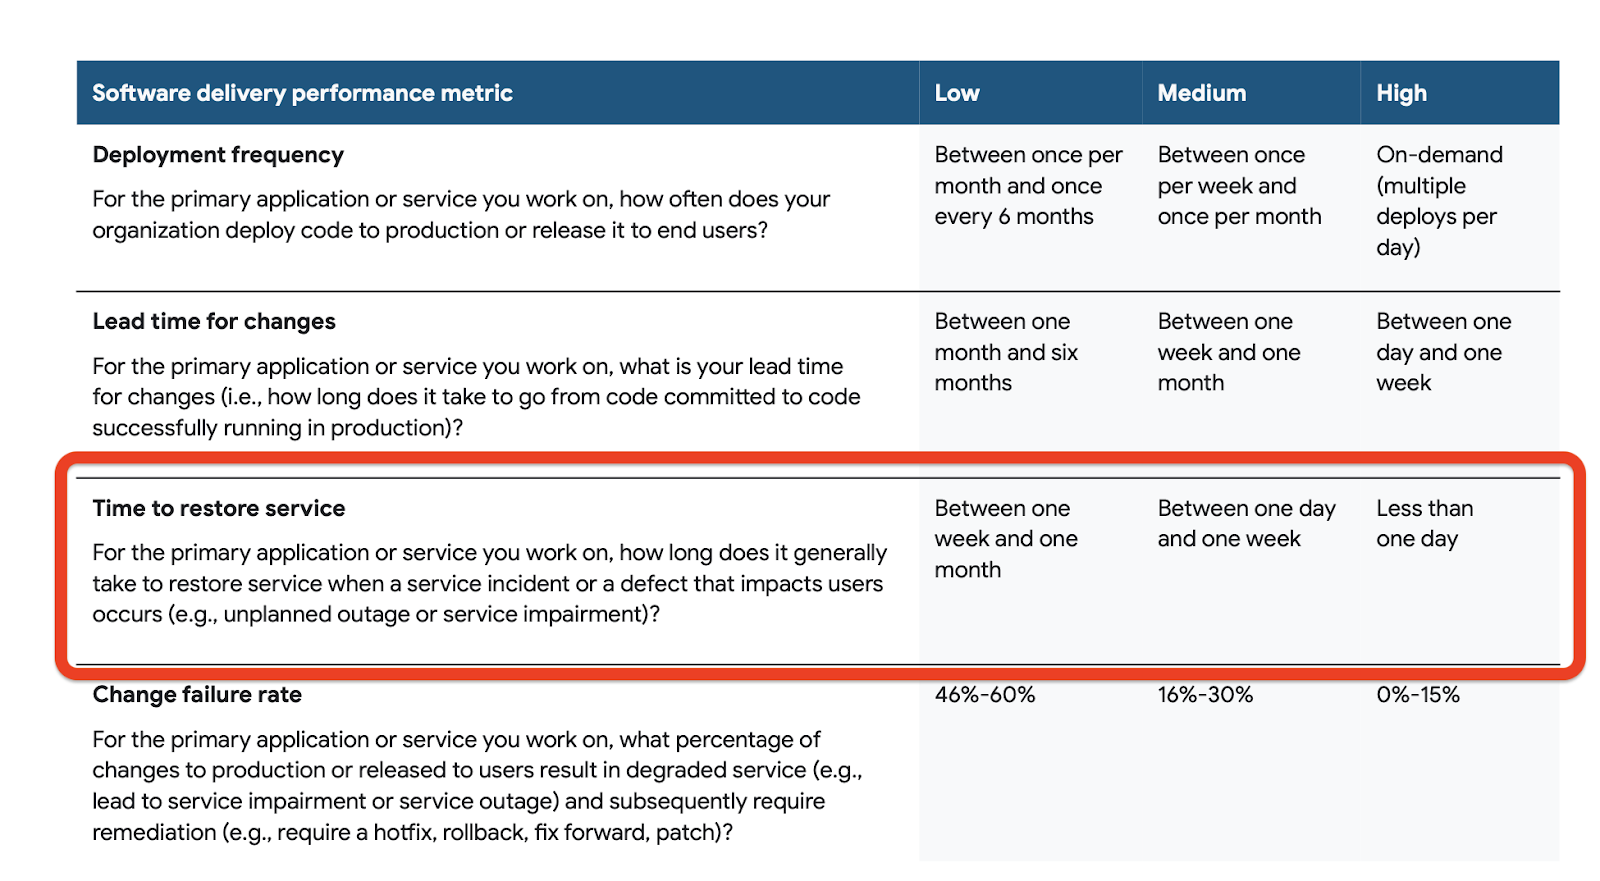 Software delivery performance metric Low Medium High
Deployment frequency
For the primary application or service you work on, how often does your
organization deploy code to production or release it to end users?
Between once per
month and once
every 6 months
Between once
per week and
once per month
On-demand
(multiple
deploys per
day)
Lead time for changes
For the primary application or service you work on, what is your lead time
for changes (i.e., how long does it take to go from code committed to code
successfully running in production)?
Between one
month and six
months
Between one
week and one
month
Between one
day and one
week
Time to restore service
For the primary application or service you work on, how long does it generally
take to restore service when a service incident or a defect that impacts users
occurs (e.g., unplanned outage or service impairment)?
Between one
week and one
month
Between one day
and one week
Less than
one day
Change failure rate
For the primary application or service you work on, what percentage of
changes to production or released to users result in degraded service (e.g.,
lead to service impairment or service outage) and subsequently require
remediation (e.g., require a hotfix, rollback, fix forward, patch)?
46%-60%
16%-30%
0%-15%